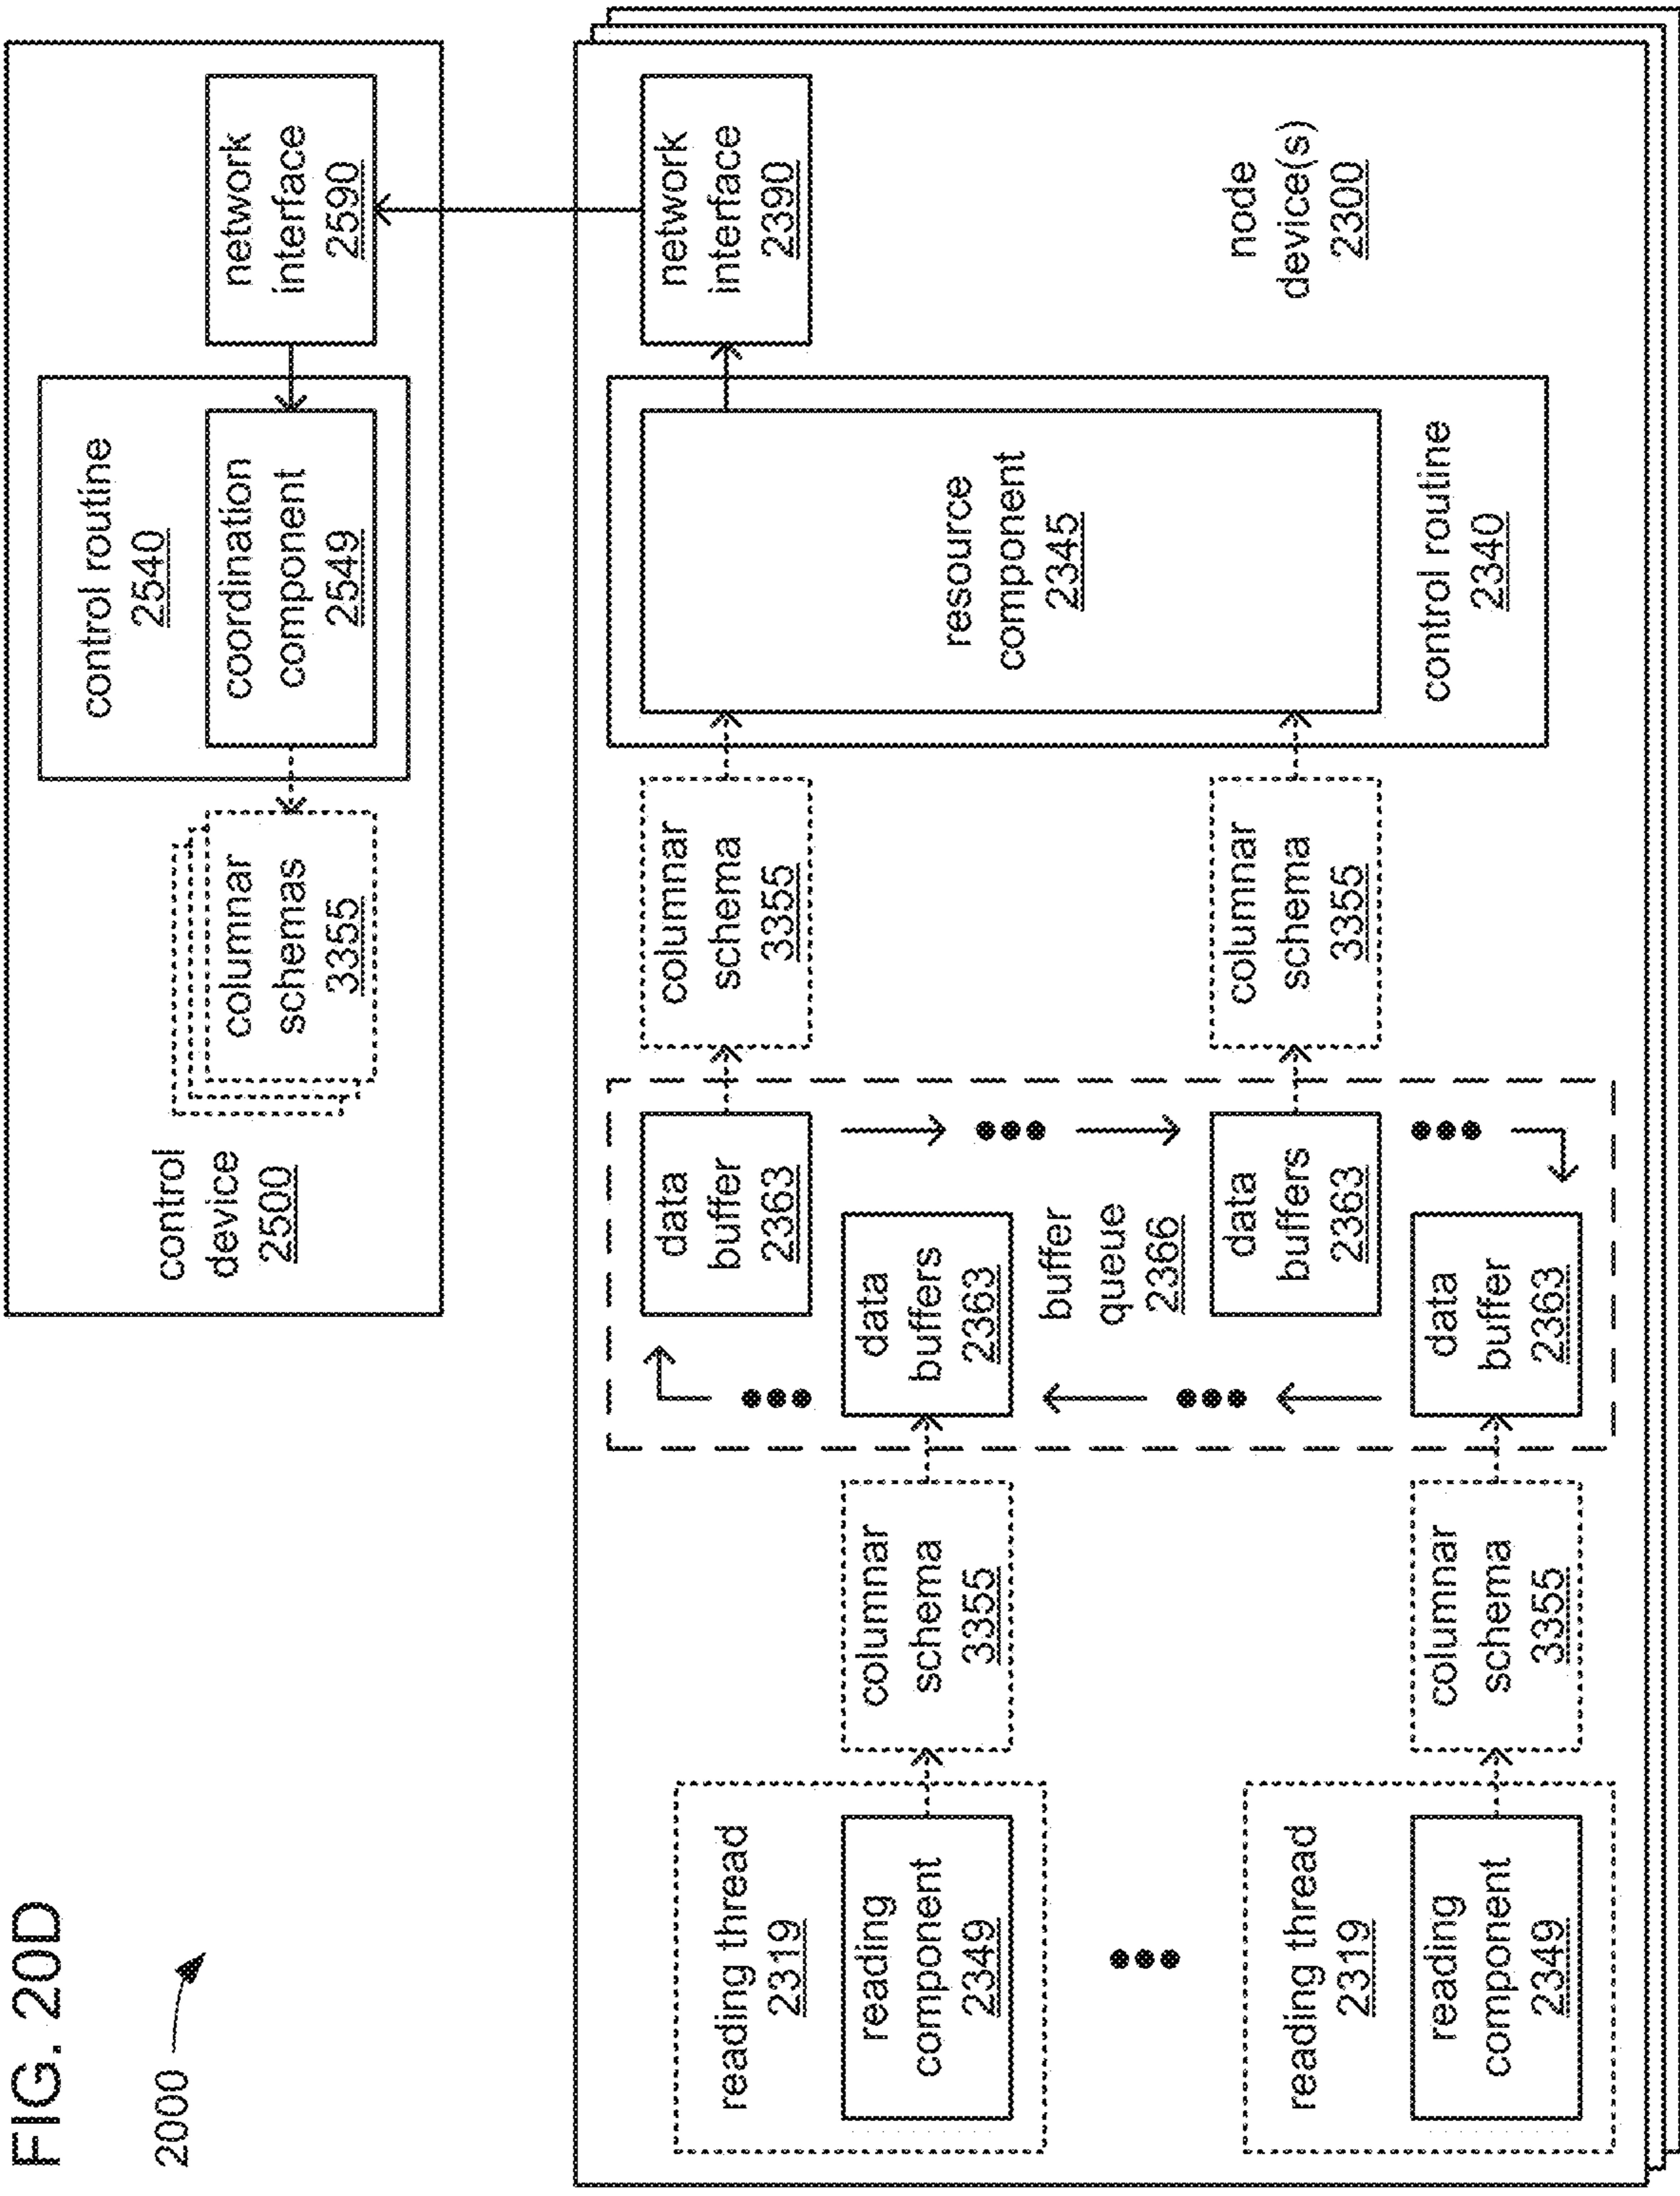 FIG. 20D
2000
control
device
2500
columnar
schemas
3355
control routine
2540
coordination
component
2549
network
interface
2590
reading thread
2319
reading
component
2349
columnar
schema
3355
data
buffers
2363
data
buffer
2363
columnar
schema
3355
buffer
queue
2366
resource
component
2345
control routine
2340
network
interface
2390
node
device(s)
2300
data
buffers
2363
columnar
schema
3355
reading thread
2319
reading
component
2349
columnar
schema
3355
data
buffer
2363